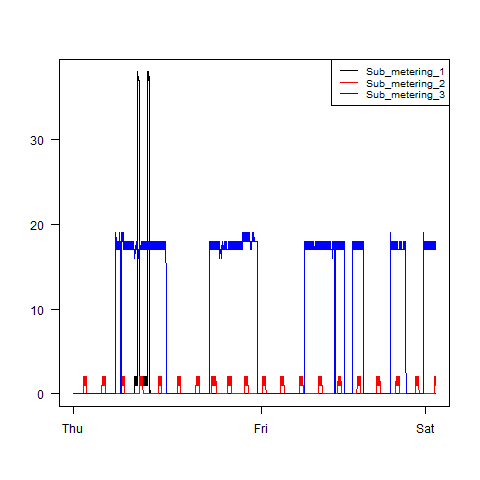 Sub_metering_1
Sub_metering_2
Sub_metering_3
30
20
10
0
Thu Fri Sat